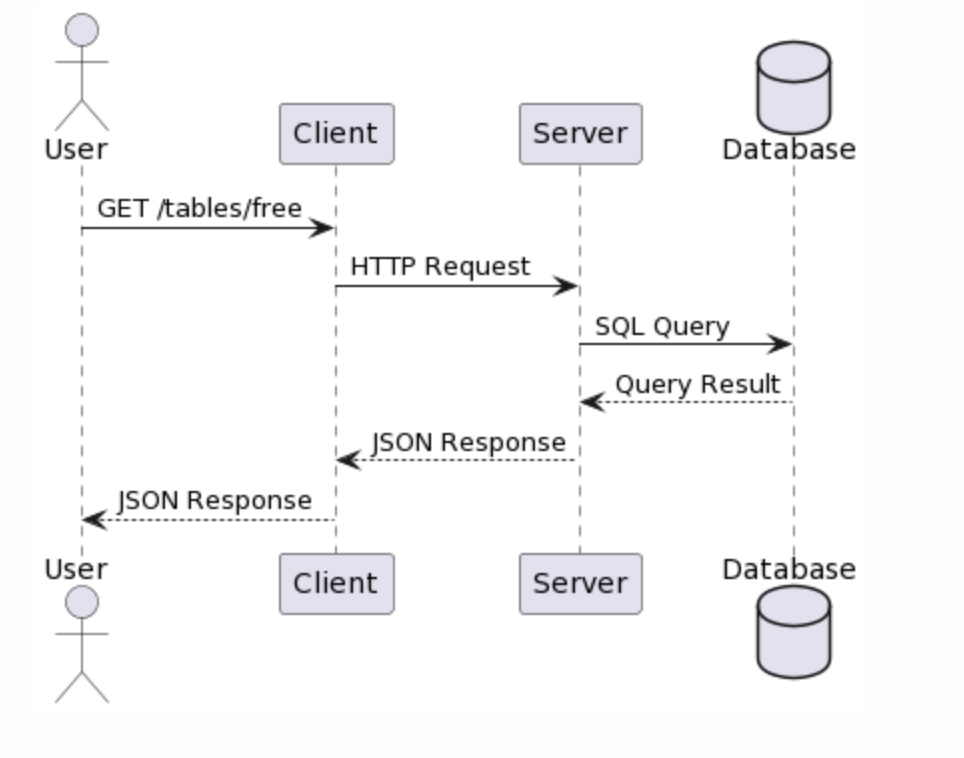 User
Client
Server
Database
GET /tables/free
HTTP Request
SQL Query
Query Result
JSON Response
JSON Response
User
Client
Server
Database